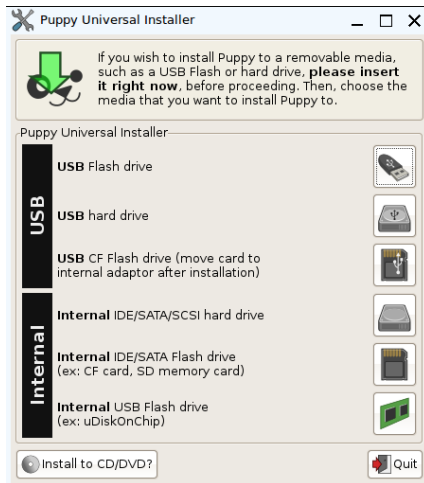 Puppy Universal Installer
If you wish to install Puppy to a removable media,
such as a USB Flash or hard drive, please insert
it right now, before proceeding. Then, choose the
media that you want to install Puppy to.
Puppy Universal Installer
USB
USB Flash drive
USB hard drive
USB CF Flash drive (move card to
internal adaptor after installation)
Internal
Internal IDE/SATA/SCSI hard drive
Internal IDE/SATA Flash drive
(ex: CF card, SD memory card)
Internal USB Flash drive
(ex: uDiskOnChip)
Install to CD/DVD?
Quit